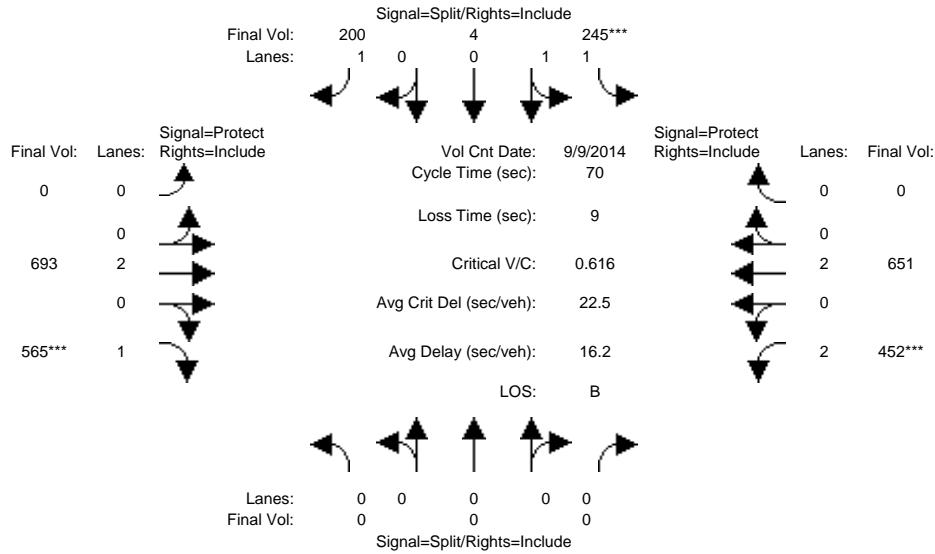 Signal=Split/Rights=Include
Final Vol: 200 4 245***
Lanes: 1 0 0 1 1
Signal=Protect Signal=Protect
Final Vol: Lanes: Rights=Include Vol Cnt Date: 9/9/2014 Rights=Include Lanes: Final Vol:
Cycle Time (sec): 70
0 0 0 0
Loss Time (sec): 9
0 0
693 2 Critical V/C: 0.616 2 651
0 Avg Crit Del (sec/veh): 22.5 0
565*** 1 Avg Delay (sec/veh): 16.2 2 452***
LOS: B
Lanes: 0 0 0 0 0
Final Vol: 0 0 0
Signal=Split/Rights=Include